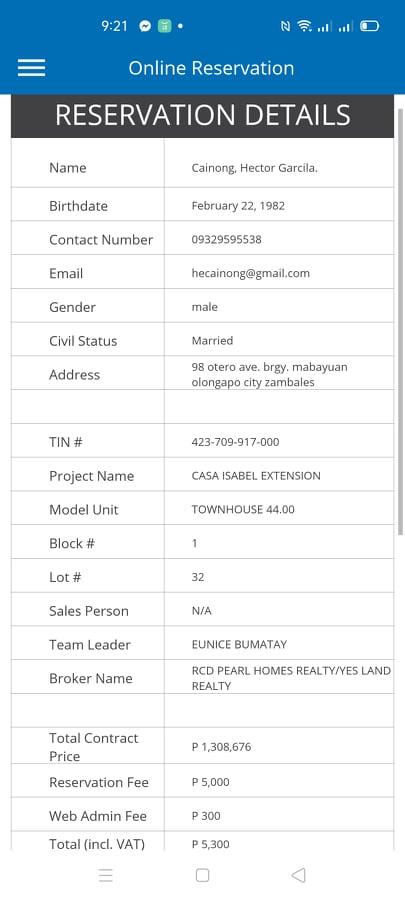 9:21
Online Reservation
RESERVATION DETAILS
Name Cainong, Hector Garcila.
Birthdate February 22, 1982
Contact Number 09329595538
Email hecainong@gmail.com
Gender male
Civil Status Married
Address 98 otero ave. brgy. mabayuan
olongapo city zambales
TIN # 423-709-917-000
Project Name CASA ISABEL EXTENSION
Model Unit TOWNHOUSE 44.00
Block # 1
Lot # 32
Sales Person N/A
Team Leader EUNICE BUMATAY
Broker Name RCD PEARL HOMES REALTY/YES LAND
REALTY
Total Contract
Price P 1,308,676
Reservation Fee P 5,000
Web Admin Fee P 300
Total (incl. VAT) P 5,300